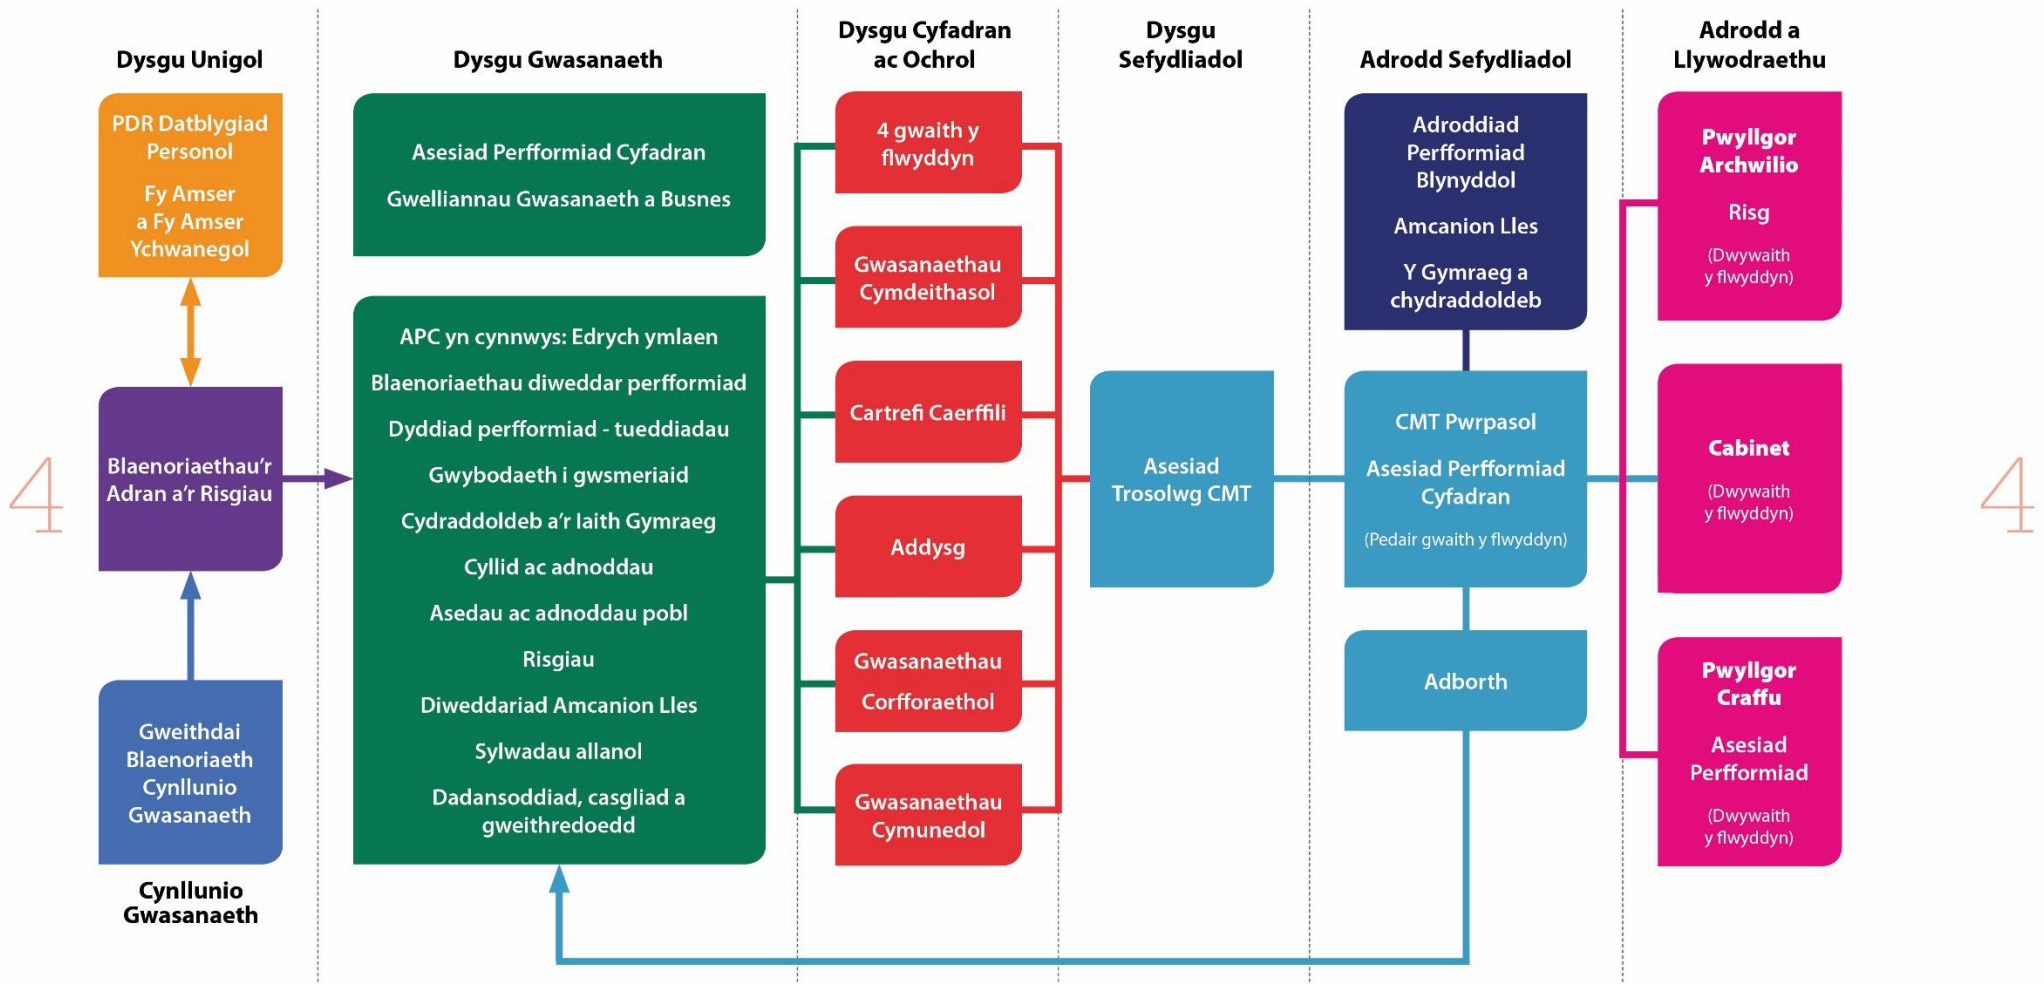 Dysgu Unigol
PDR Datblygiad
Personol
Fy Amser
a Fy Amser
Ychwanegol
Blaenoriaethau'r
Adran a'r Risgiau
Gweithdai
Blaenoriaeth
Cynllunio
Gwasanaeth
Cynllunio
Gwasanaeth
4
Dysgu Gwasanaeth
Asesiad Perfformiad Cyfadran
Gwelliannau Gwasanaeth a Busnes
APC yn cynnwys: Edrych ymlaen
Blaenoriaethau diweddar perfformiad
Dyddiad perfformiad - tueddiadau
Gwybodaeth i gwsmeriaid
Cydraddoldeb a'r Iaith Gymraeg
Cyllid ac adnoddau
Asedau ac adnoddau pobl
Risgiau
Diweddariad Amcanion Lles
Sylwadau allanol
Dadansoddiad, casgliad a
gweithredoedd
Dysgu Cyfadran
ac Ochrol
4 gwaith y
flwyddyn
Gwasanaethau
Cymdeithasol
Cartrefi Caerffili
Addysg
Gwasanaethau
Corfforaethol
Gwasanaethau
Cymunedol
Dysgu
Sefydliadol
Asesiad
Trosolwg CMT
Adrodd Sefydliadol
Adroddiad
Perfformiad
Blynyddol
Amcanion Lles
Y Gymraeg a
chydraddoldeb
CMT Pwrpasol
Asesiad Perfformiad
Cyfadran
(Pedair gwaith y flwyddyn)
Adborth
Adrodd a
Llywodraethu
Pwyllgor
Archwilio
Risg
(Dwywaith
y flwyddyn)
Cabinet
(Dwywaith
y flwyddyn)
Pwyllgor
Craffu
Asesiad
Perfformiad
(Dwywaith
y flwyddyn)
4